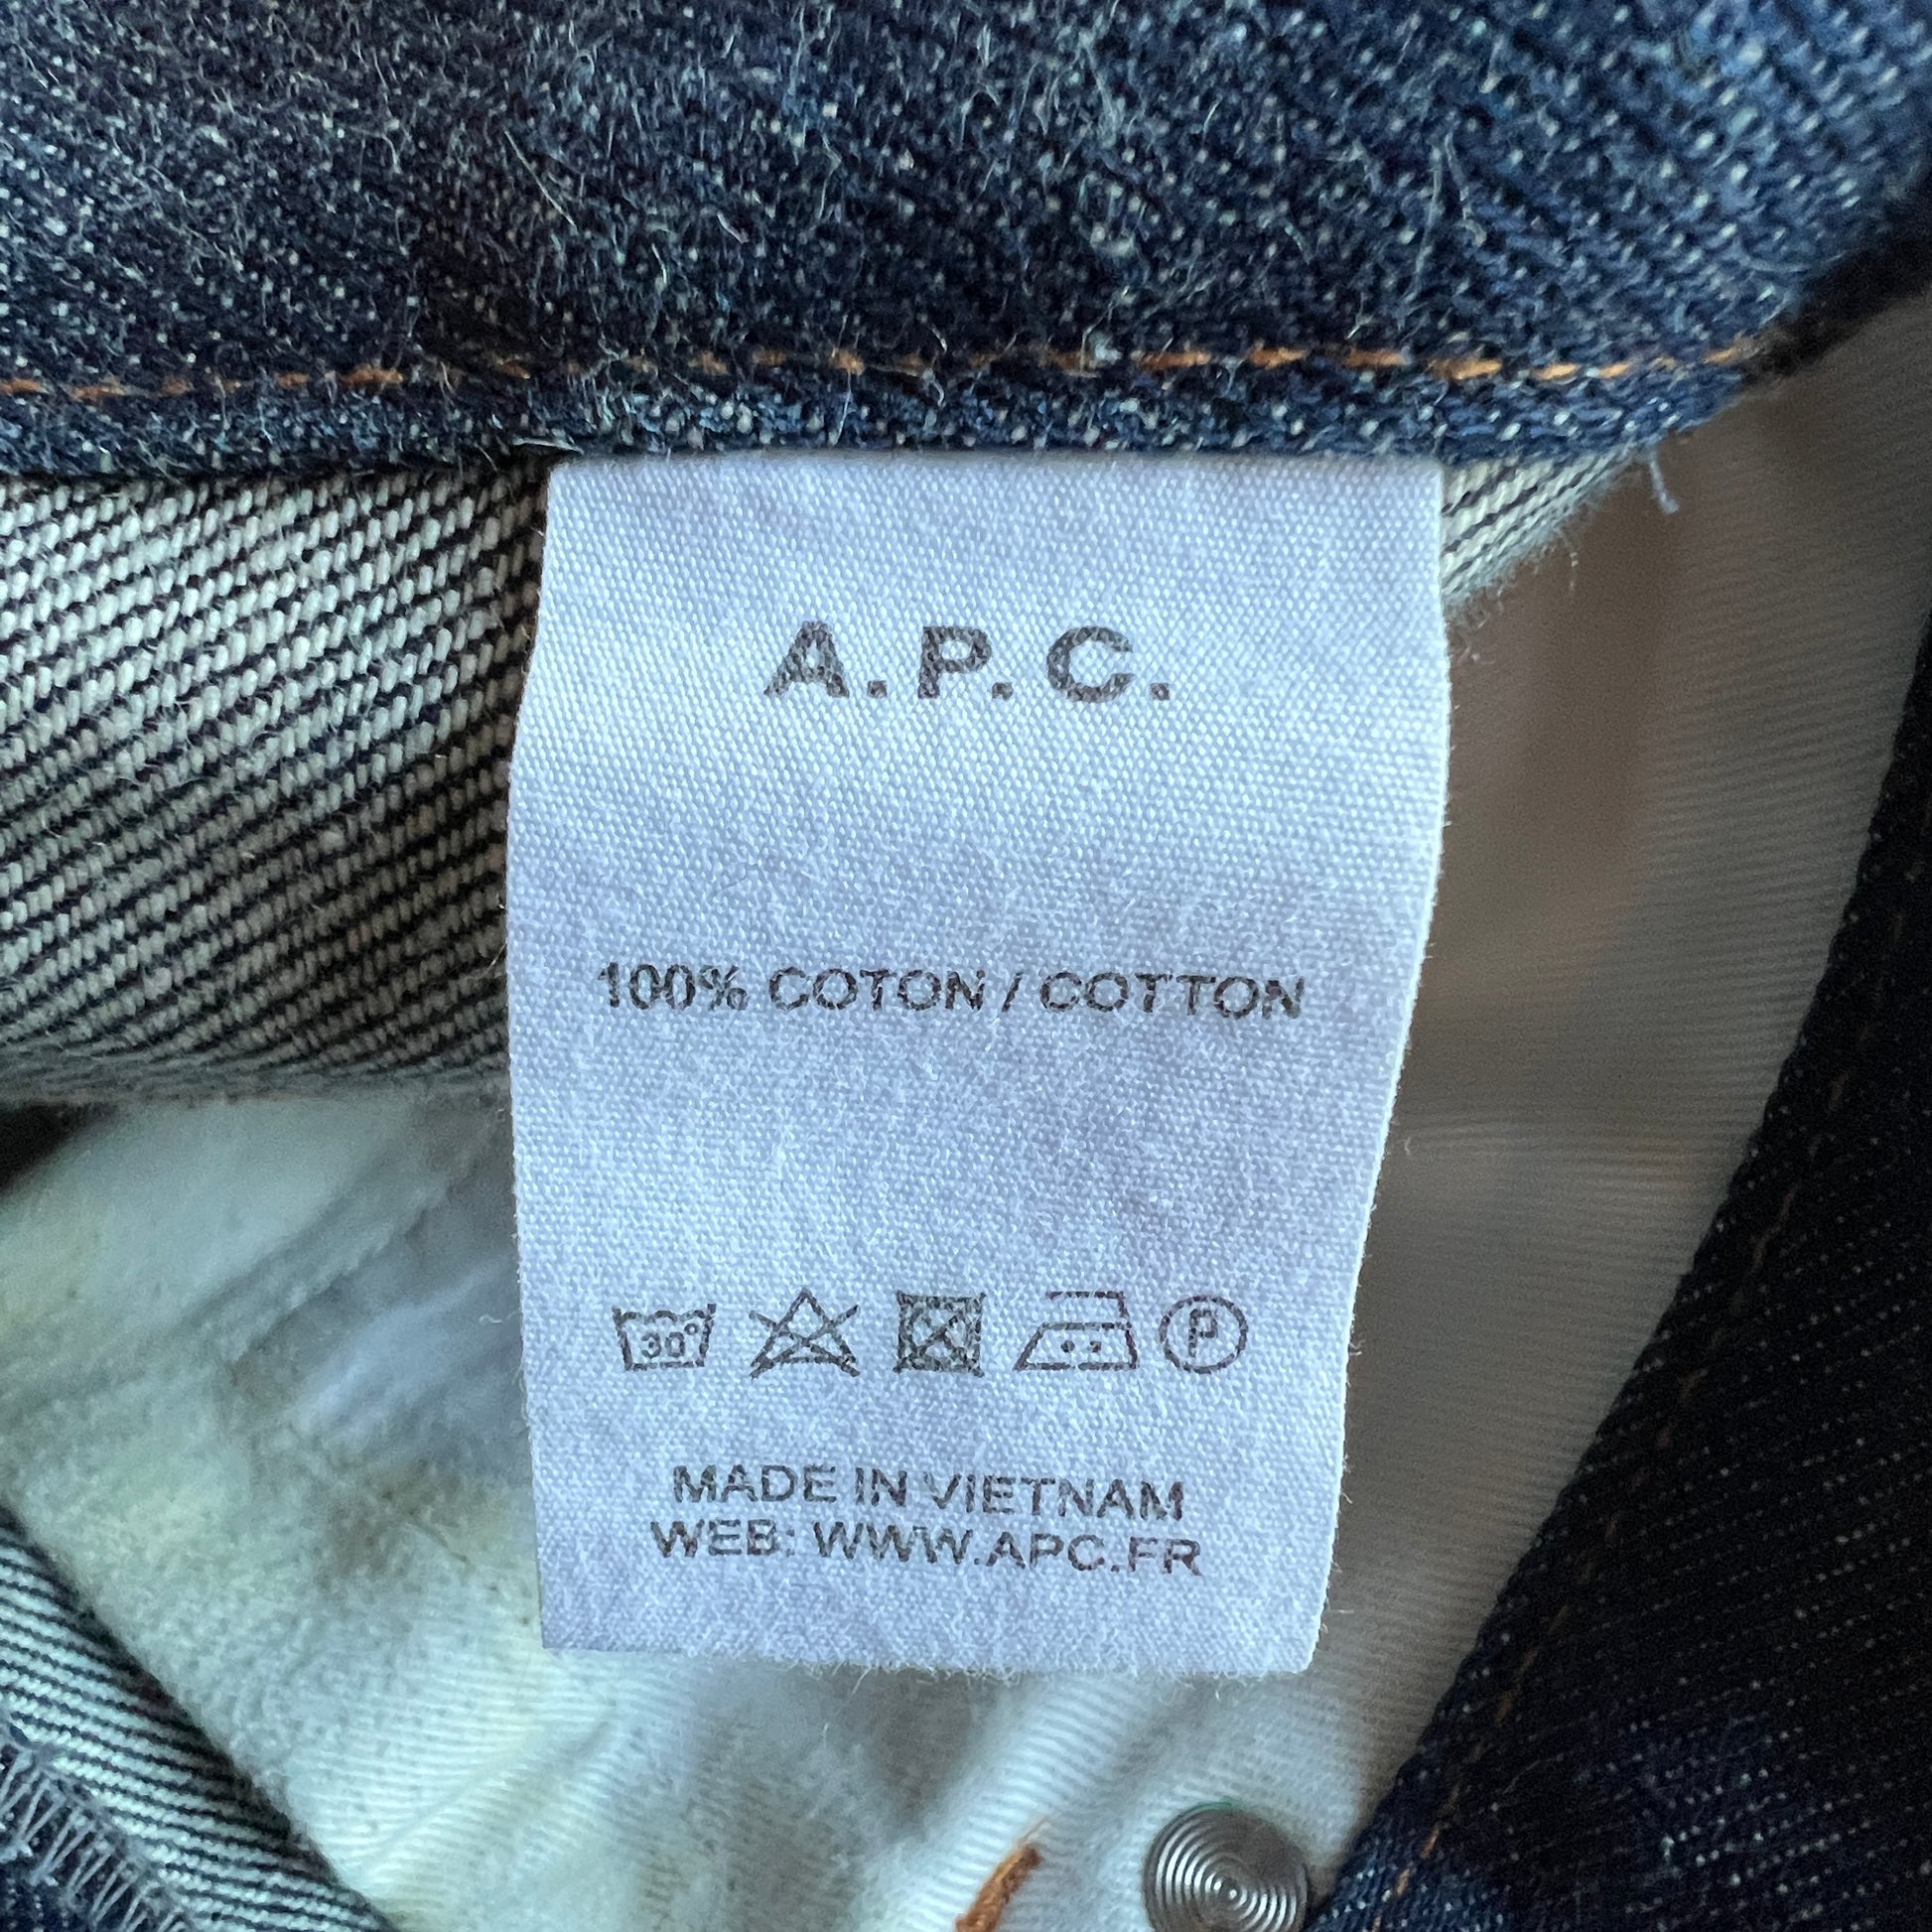 A.P.C.
100% COTON / COTTON
30° P
MADE IN VIETNAM
WEB: WWW.APC.FR